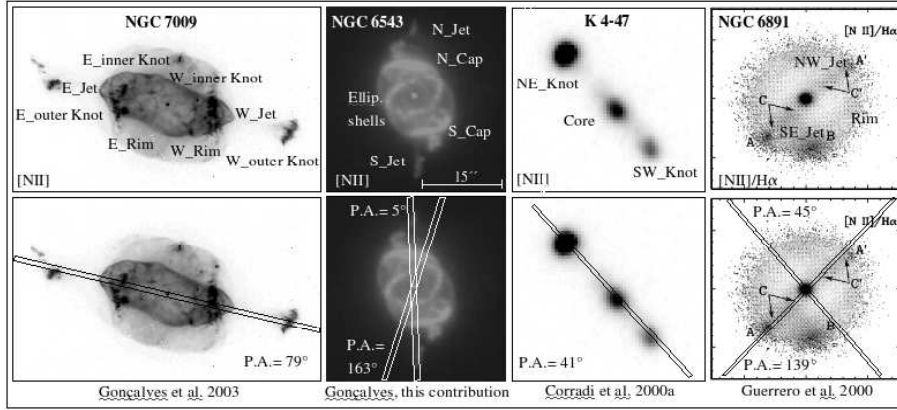 NGC 7009
E_inner Knot
W_inner Knot
E_Jet
E_outer Knot
W_Jet
E_Rim
W_Rim
W_outer Knot
[NII]
NGC 6543
N_Jet
N_Cap
Ellip.
shells
S_Cap
S_Jet
[NII]
15´´
K 4-47
NE_Knot
Core
SW_Knot
[NII]
NGC 6891
[N II]/Hα
NW_Jet
A'
C
C'
Rim
SE_Jet
A
B
[NII]/Hα
P.A.= 79°
P.A.= 5°
P.A.=
163°
P.A.= 41°
P.A.= 45°
[N II]/Hα
A'
C
C'
A
B
P.A.= 139°
Gonçalves et al. 2003
Gonçalves, this contribution
Corradi et al. 2000a
Guerrero et al. 2000